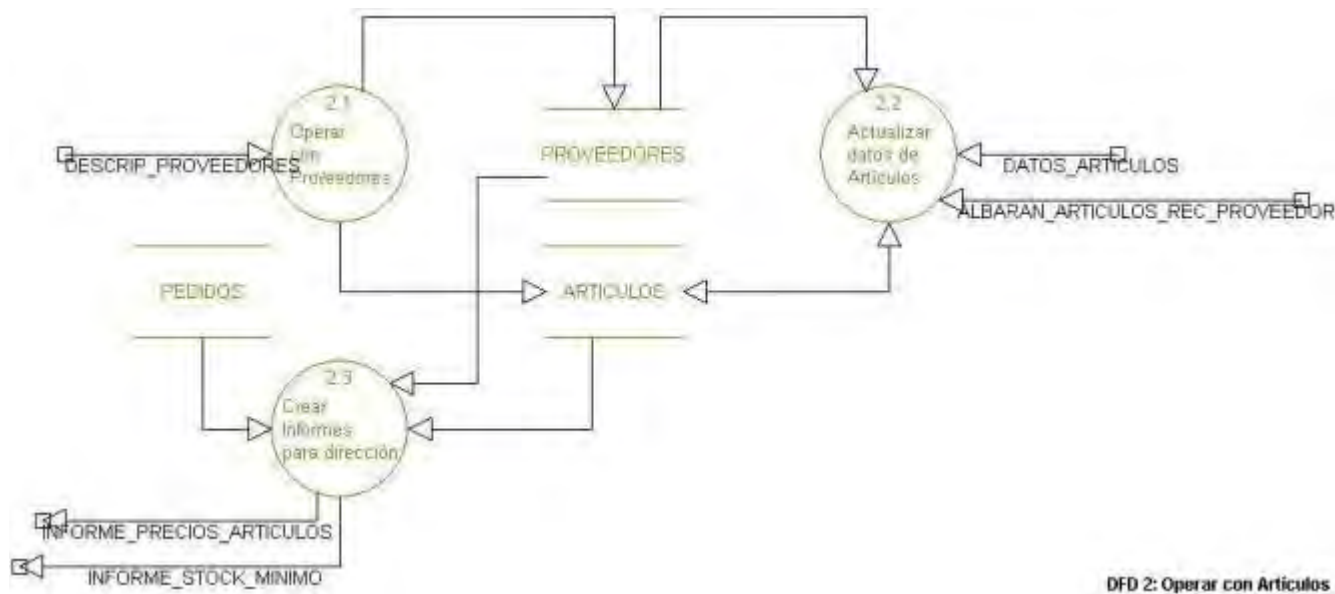 2.1
Operar
con
Proveedores
DESCRIP_PROVEEDORES
PROVEEDORES
2.2
Actualizar
datos de
Artículos
DATOS_ARTICULOS
ALBARAN_ARTICULOS_REC_PROVEEDOR
PEDIDOS
ARTICULOS
2.3
Crear
Informes
para dirección
INFORME_PRECIOS_ARTICULOS
INFORME_STOCK_MINIMO
DFD 2: Operar con Artículos